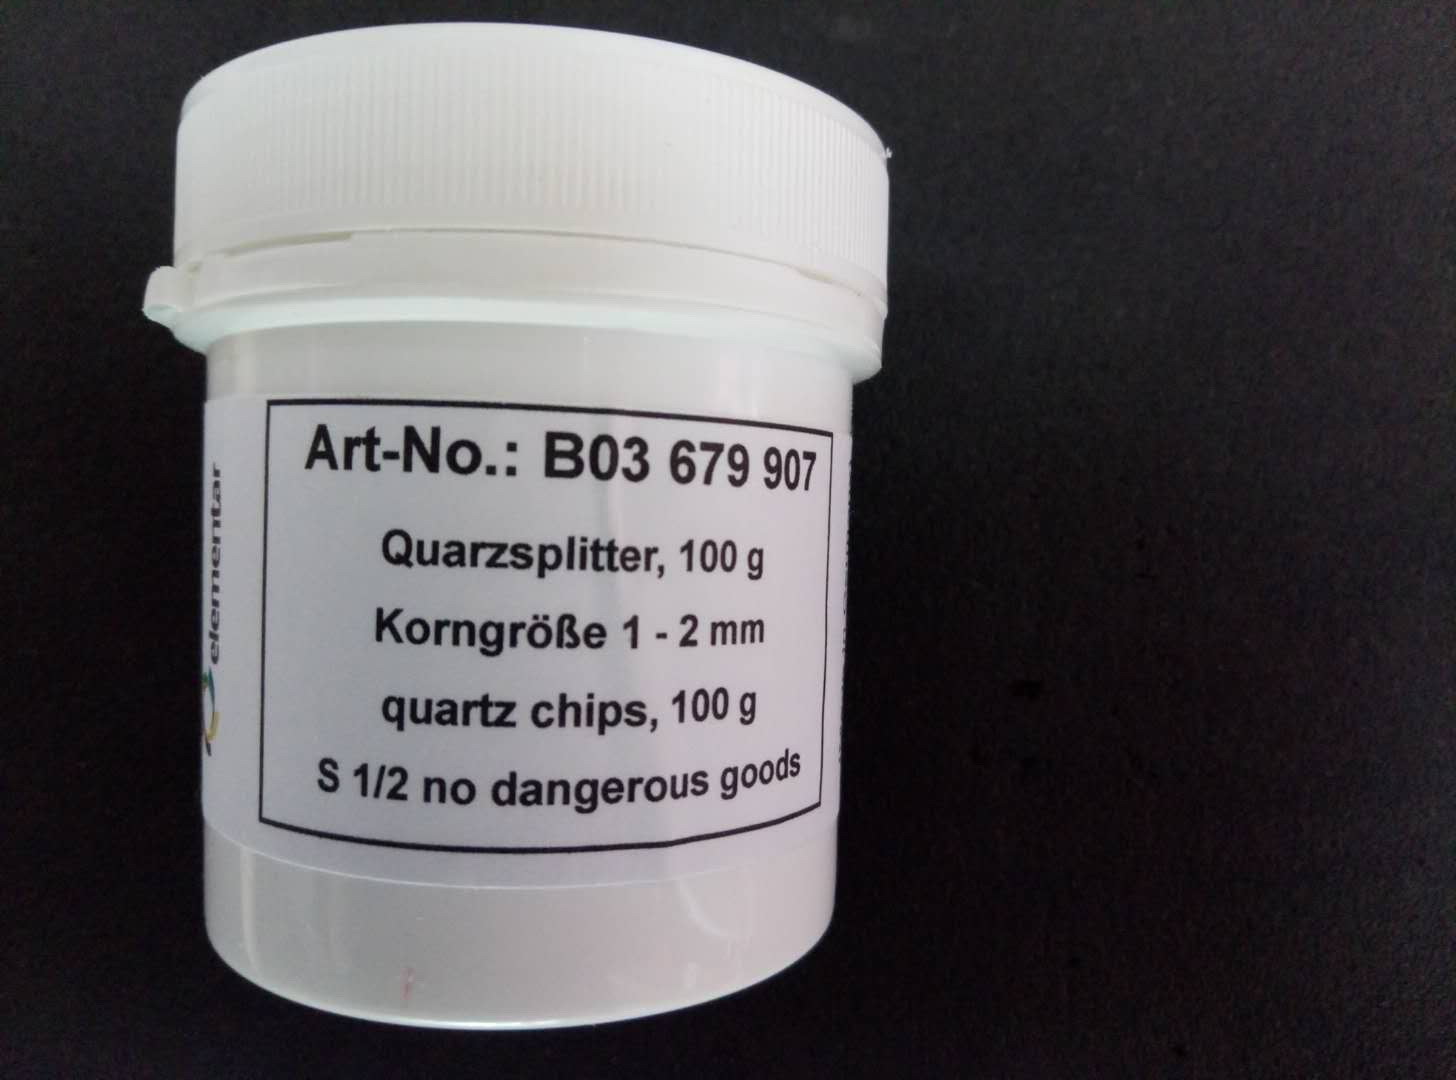 Art-No.: B03 679 907
Quarzsplitter, 100 g
Korngröße 1 - 2 mm
quartz chips, 100 g
S 1/2 no dangerous goods
elementar